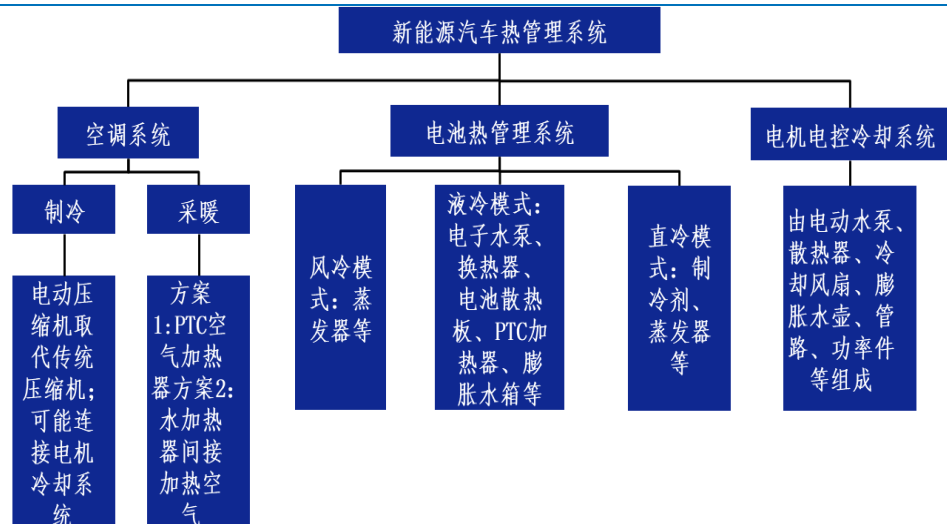 新能源汽车热管理系统
空调系统
电池热管理系统
电机电控冷却系统
制冷
采暖
电动压
缩机取
代传统
压缩机;
可能连
接电机
冷却系
统
方案
1:PTC空
气加热
器方案2:
水加热
器间接
加热空
气
风冷模
式：蒸
发器等
液冷模式：
电子水泵、
换热器、
电池散热
板、PTC加
热器、膨
胀水箱等
直冷模
式：制
冷剂、
蒸发器
等
由电动水泵、
散热器、冷
却风扇、膨
胀水壶、管
路、功率件
等组成